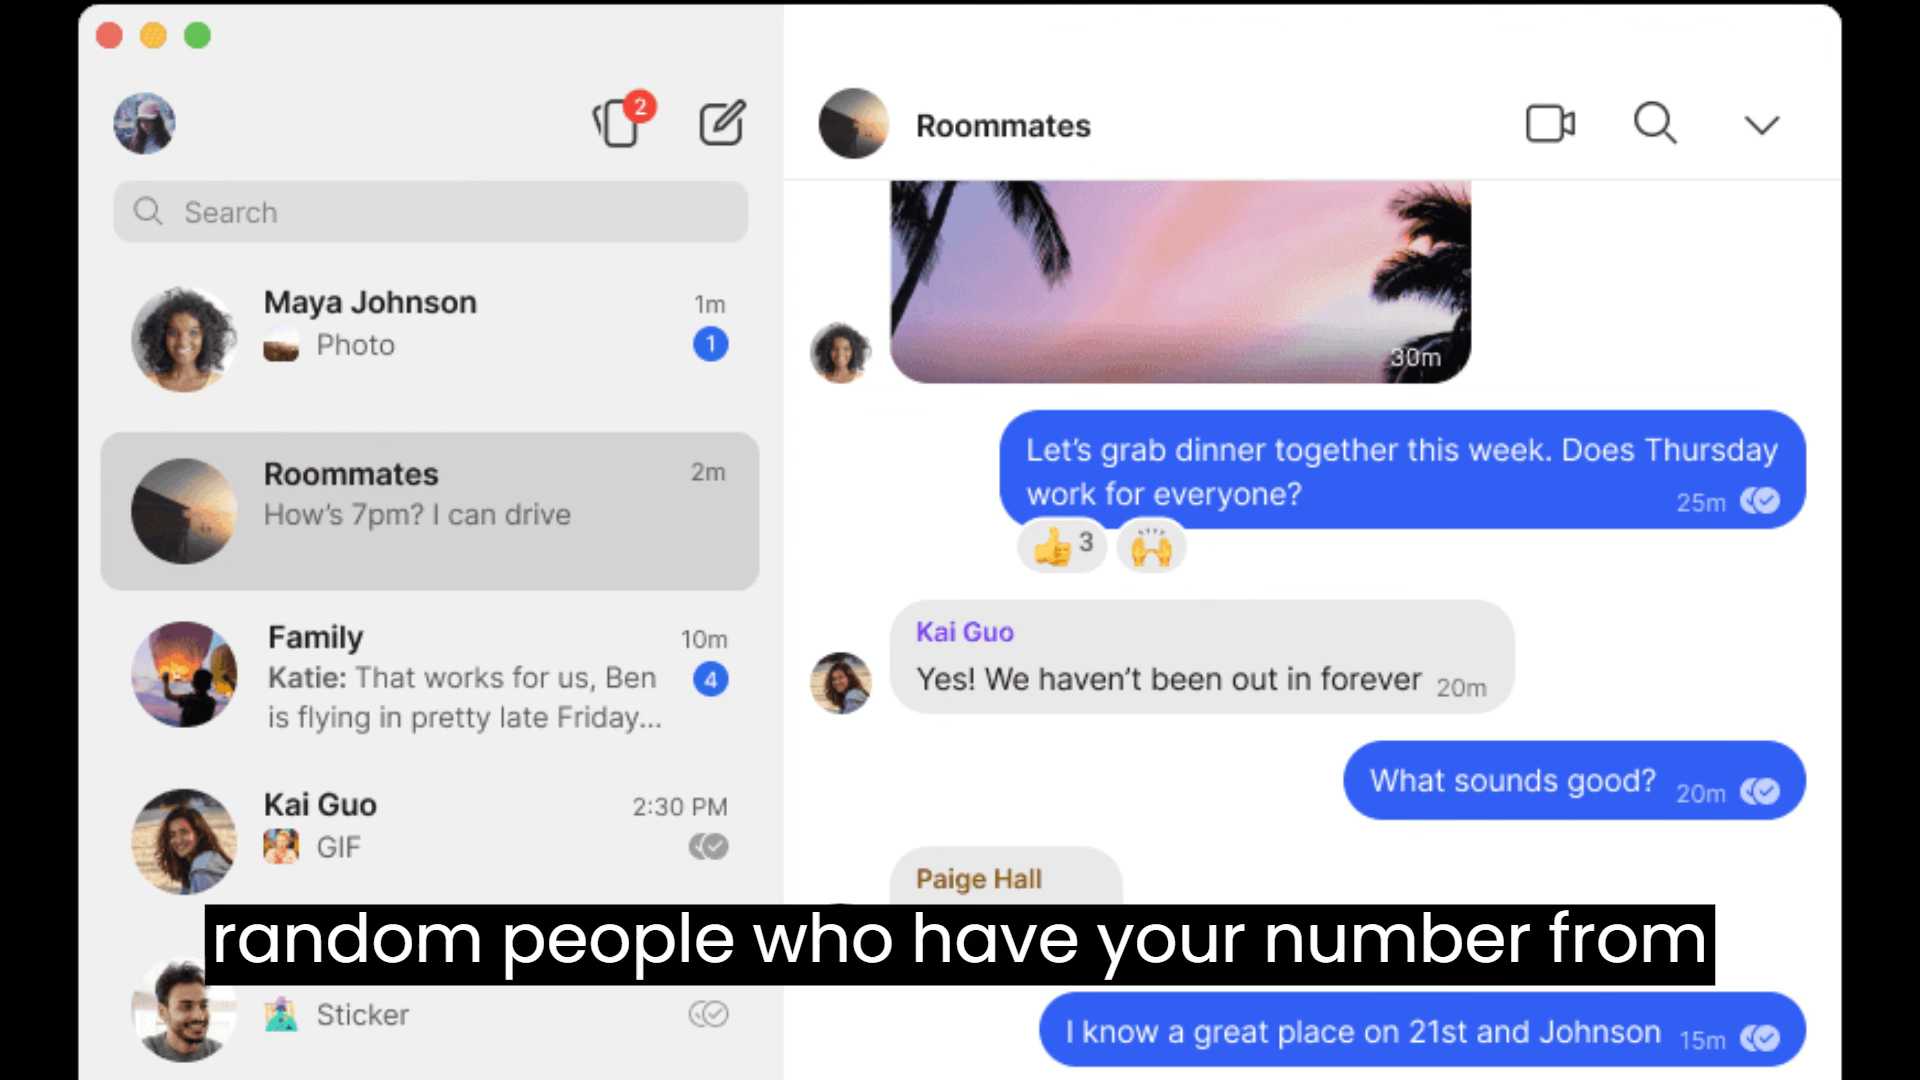 2
Search
Maya Johnson
1m
Photo
1
Roommates
2m
How's 7pm? I can drive
Family
10m
Katie: That works for us, Ben
4
is flying in pretty late Friday...
Kai Guo
2:30 PM
GIF
Sticker
Roommates
30m
Let's grab dinner together this week. Does Thursday
work for everyone?
25m
3
Kai Guo
Yes! We haven't been out in forever
20m
What sounds good?
20m
Paige Hall
random people who have your number from
I know a great place on 21st and Johnson
15m